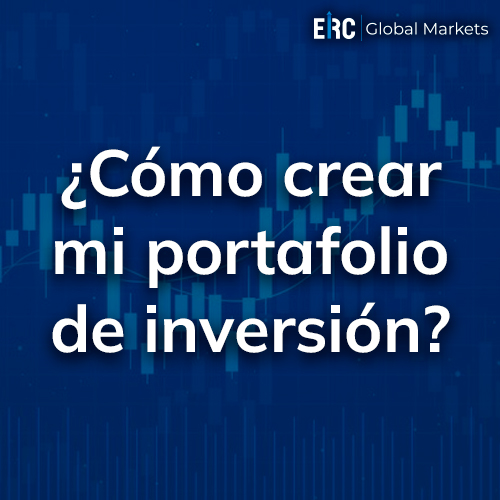 ERC Global Markets
¿Cómo crear
mi portafolio
de inversión?